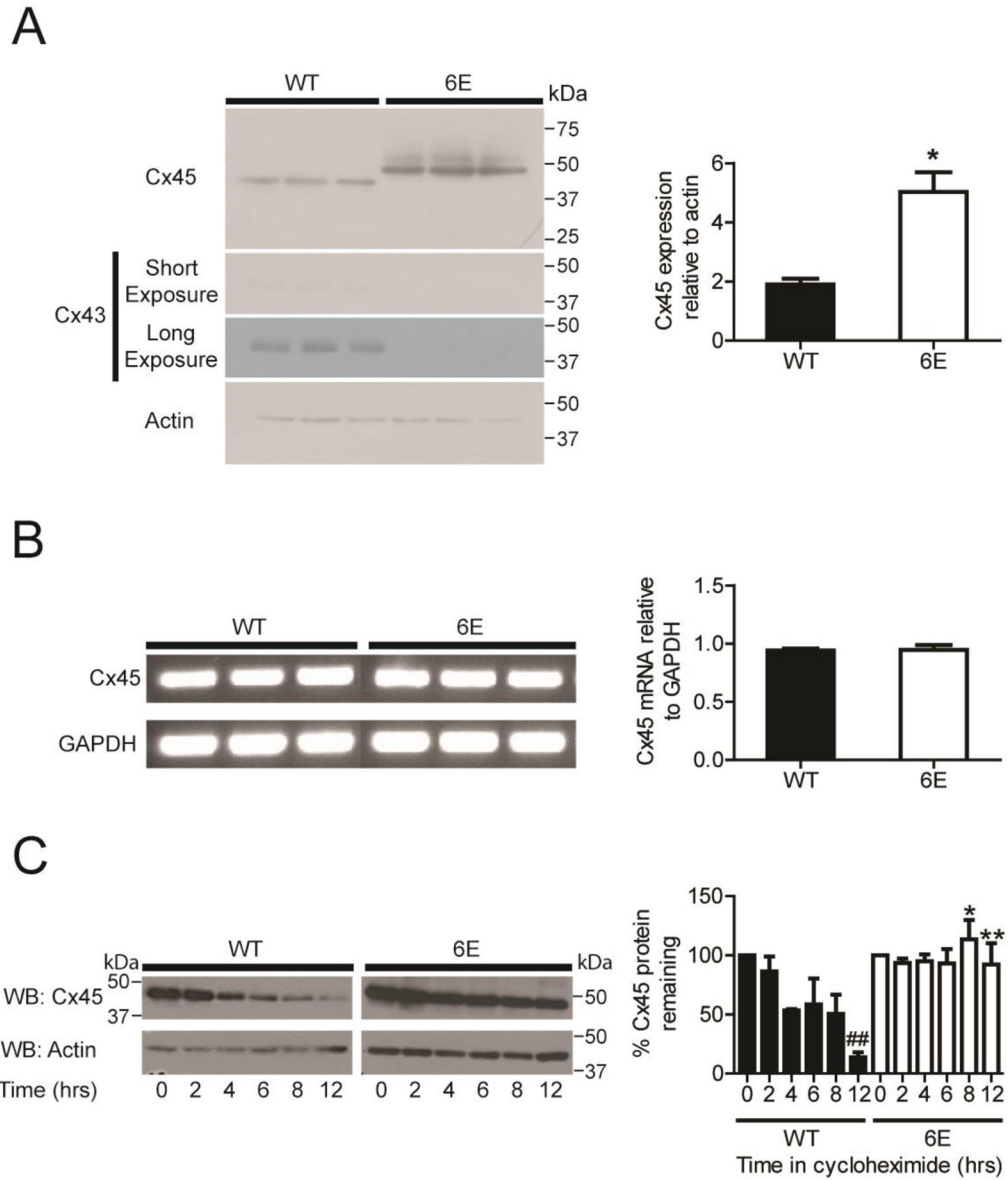 A
WT 6E
kDa
Cx45
75
50
37
25
Cx43
Short
Exposure
50
37
Long
Exposure
50
37
Actin
50
37
Cx45 expression
relative to actin
6
4
2
0
*
WT 6E
B
WT 6E
Cx45
GAPDH
Cx45 mRNA relative
to GAPDH
1.5
1.0
0.5
0.0
WT 6E
C
WT 6E
kDa kDa
WB: Cx45
50
37
50
WB: Actin
50
37
Time (hrs) 0 2 4 6 8 12 0 2 4 6 8 12
% Cx45 protein
remaining
150
100
50
0
## * **
0 2 4 6 8 12 0 2 4 6 8 12
WT 6E
Time in cycloheximide (hrs)